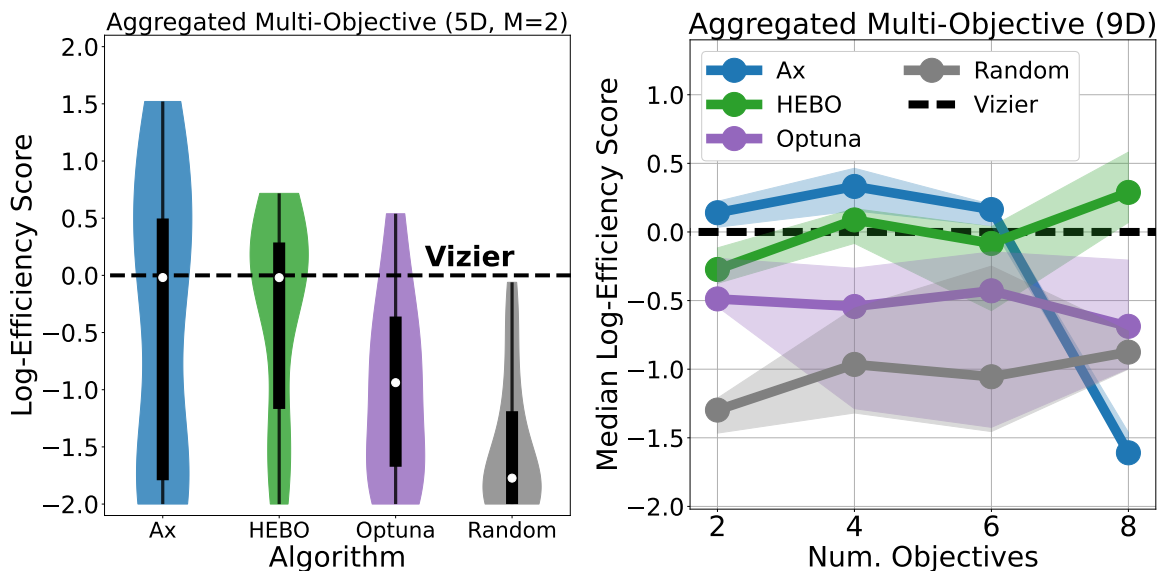 Aggregated Multi-Objective (5D, M=2)
Log-Efficiency Score
2.0
1.5
1.0
0.5
0.0
−0.5
−1.0
−1.5
−2.0
Vizier
Ax
HEBO
Optuna
Random
Algorithm
Aggregated Multi-Objective (9D)
Median Log-Efficiency Score
1.0
0.5
0.0
−0.5
−1.0
−1.5
−2.0
Ax
HEBO
Optuna
Random
Vizier
2
4
6
8
Num. Objectives